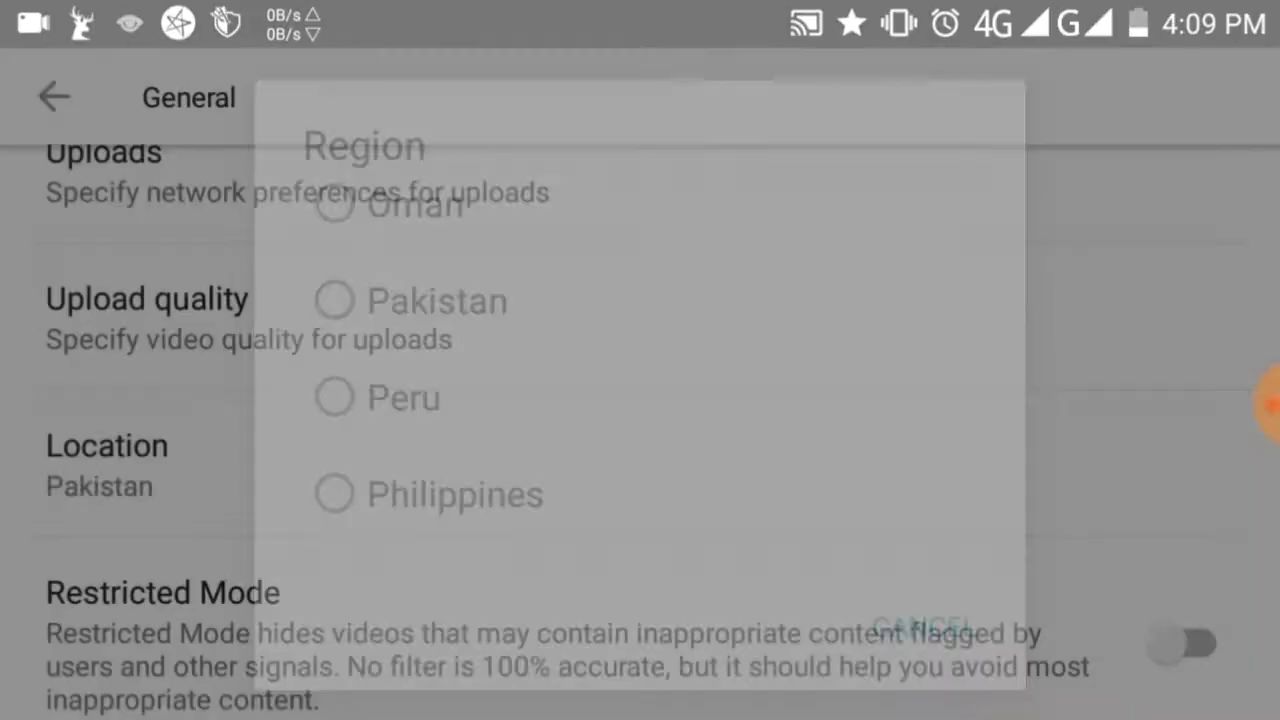 0B/s △
0B/s ▽
4G
G
4:09 PM
General
Region
Uploads
Specify network preferences for uploads
Oman
Upload quality
Pakistan
Specify video quality for uploads
Peru
Location
Pakistan
Philippines
Restricted Mode
CANCEL
Restricted Mode hides videos that may contain inappropriate content flagged by
users and other signals. No filter is 100% accurate, but it should help you avoid most
inappropriate content.